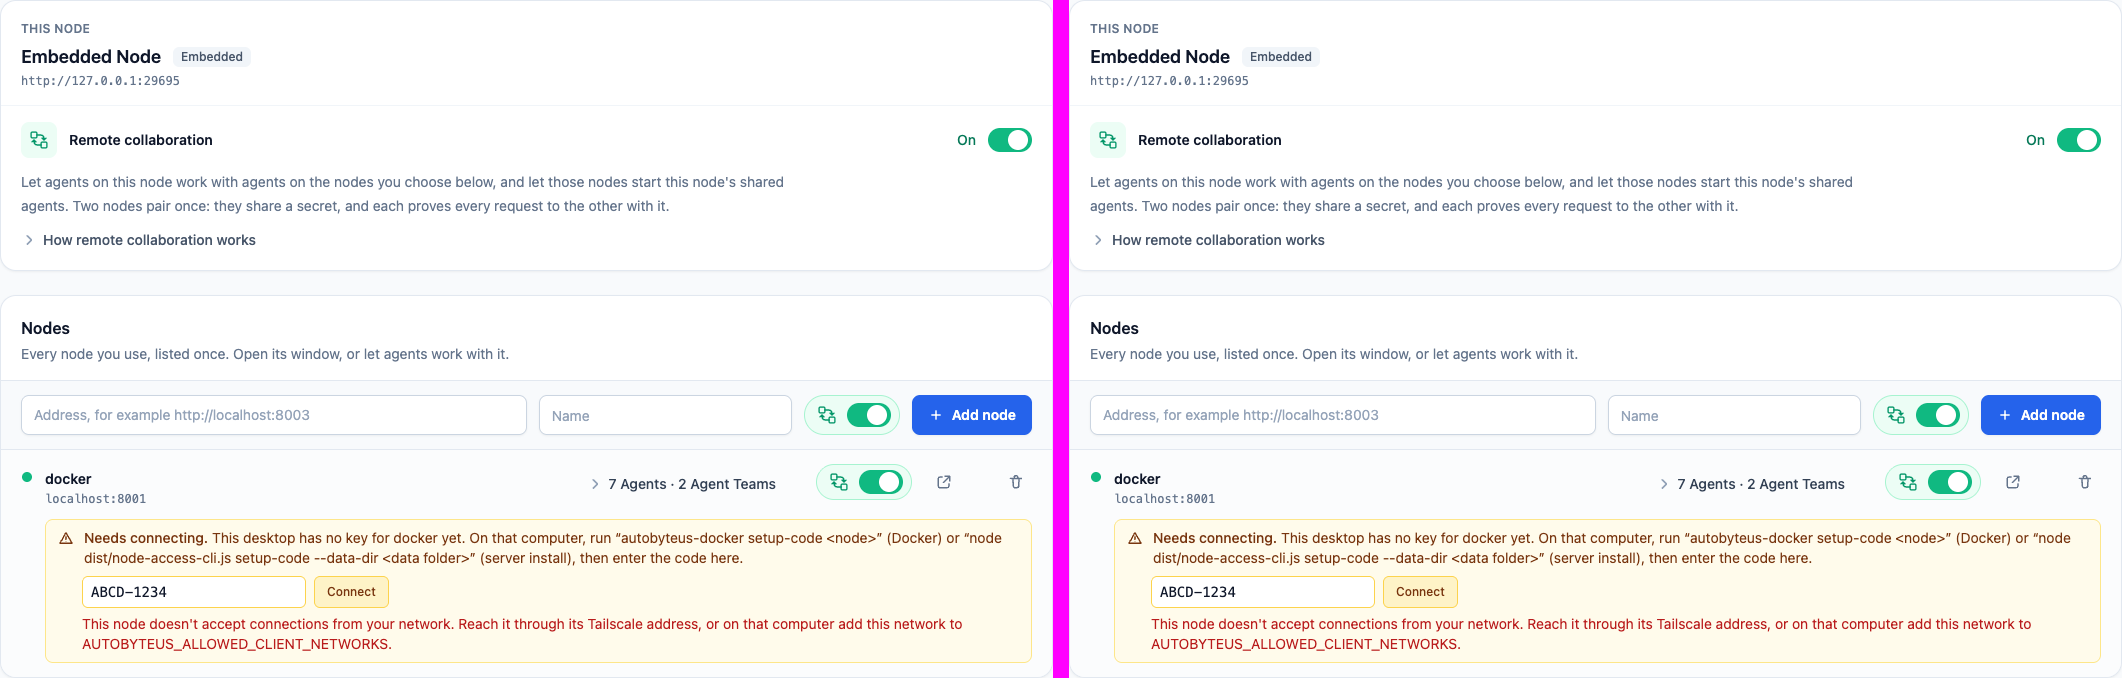 THIS NODE
Embedded Node Embedded
http://127.0.0.1:29695
Remote collaboration On
Let agents on this node work with agents on the nodes you choose below, and let those nodes start this node's shared
agents. Two nodes pair once: they share a secret, and each proves every request to the other with it.
How remote collaboration works
Nodes
Every node you use, listed once. Open its window, or let agents work with it.
Address, for example http://localhost:8003 Name Add node
docker 7 Agents · 2 Agent Teams
localhost:8001
Needs connecting. This desktop has no key for docker yet. On that computer, run “autobyteus-docker setup-code <node>” (Docker) or “node
dist/node-access-cli.js setup-code --data-dir <data folder>” (server install), then enter the code here.
ABCD-1234 Connect
This node doesn't accept connections from your network. Reach it through its Tailscale address, or on that computer add this network to
AUTOBYTEUS_ALLOWED_CLIENT_NETWORKS.
THIS NODE
Embedded Node Embedded
http://127.0.0.1:29695
Remote collaboration On
Let agents on this node work with agents on the nodes you choose below, and let those nodes start this node's shared
agents. Two nodes pair once: they share a secret, and each proves every request to the other with it.
How remote collaboration works
Nodes
Every node you use, listed once. Open its window, or let agents work with it.
Address, for example http://localhost:8003 Name Add node
docker 7 Agents · 2 Agent Teams
localhost:8001
Needs connecting. This desktop has no key for docker yet. On that computer, run “autobyteus-docker setup-code <node>” (Docker) or “node
dist/node-access-cli.js setup-code --data-dir <data folder>” (server install), then enter the code here.
ABCD-1234 Connect
This node doesn't accept connections from your network. Reach it through its Tailscale address, or on that computer add this network to
AUTOBYTEUS_ALLOWED_CLIENT_NETWORKS.